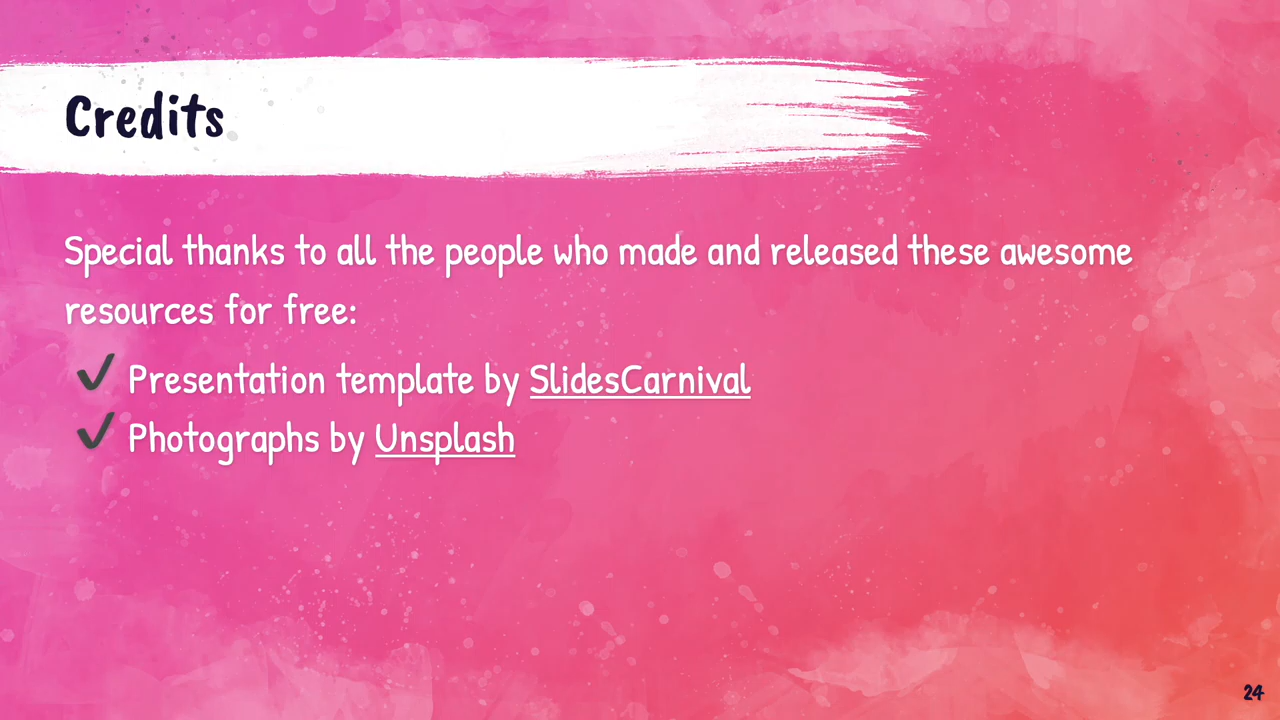 Credits
Special thanks to all the people who made and released these awesome
resources for free:
✔ Presentation template by SlidesCarnival
✔ Photographs by Unsplash
24